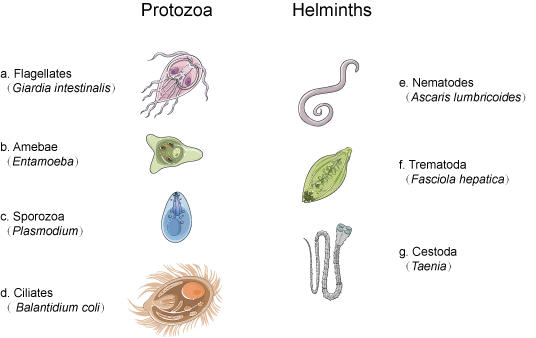 Protozoa
Helminths
a. Flagellates
(Giardia intestinalis)
b. Amebae
(Entamoeba)
c. Sporozoa
(Plasmodium)
d. Ciliates
( Balantidium coli)
e. Nematodes
(Ascaris lumbricoides)
f. Trematoda
(Fasciola hepatica)
g. Cestoda
(Taenia)